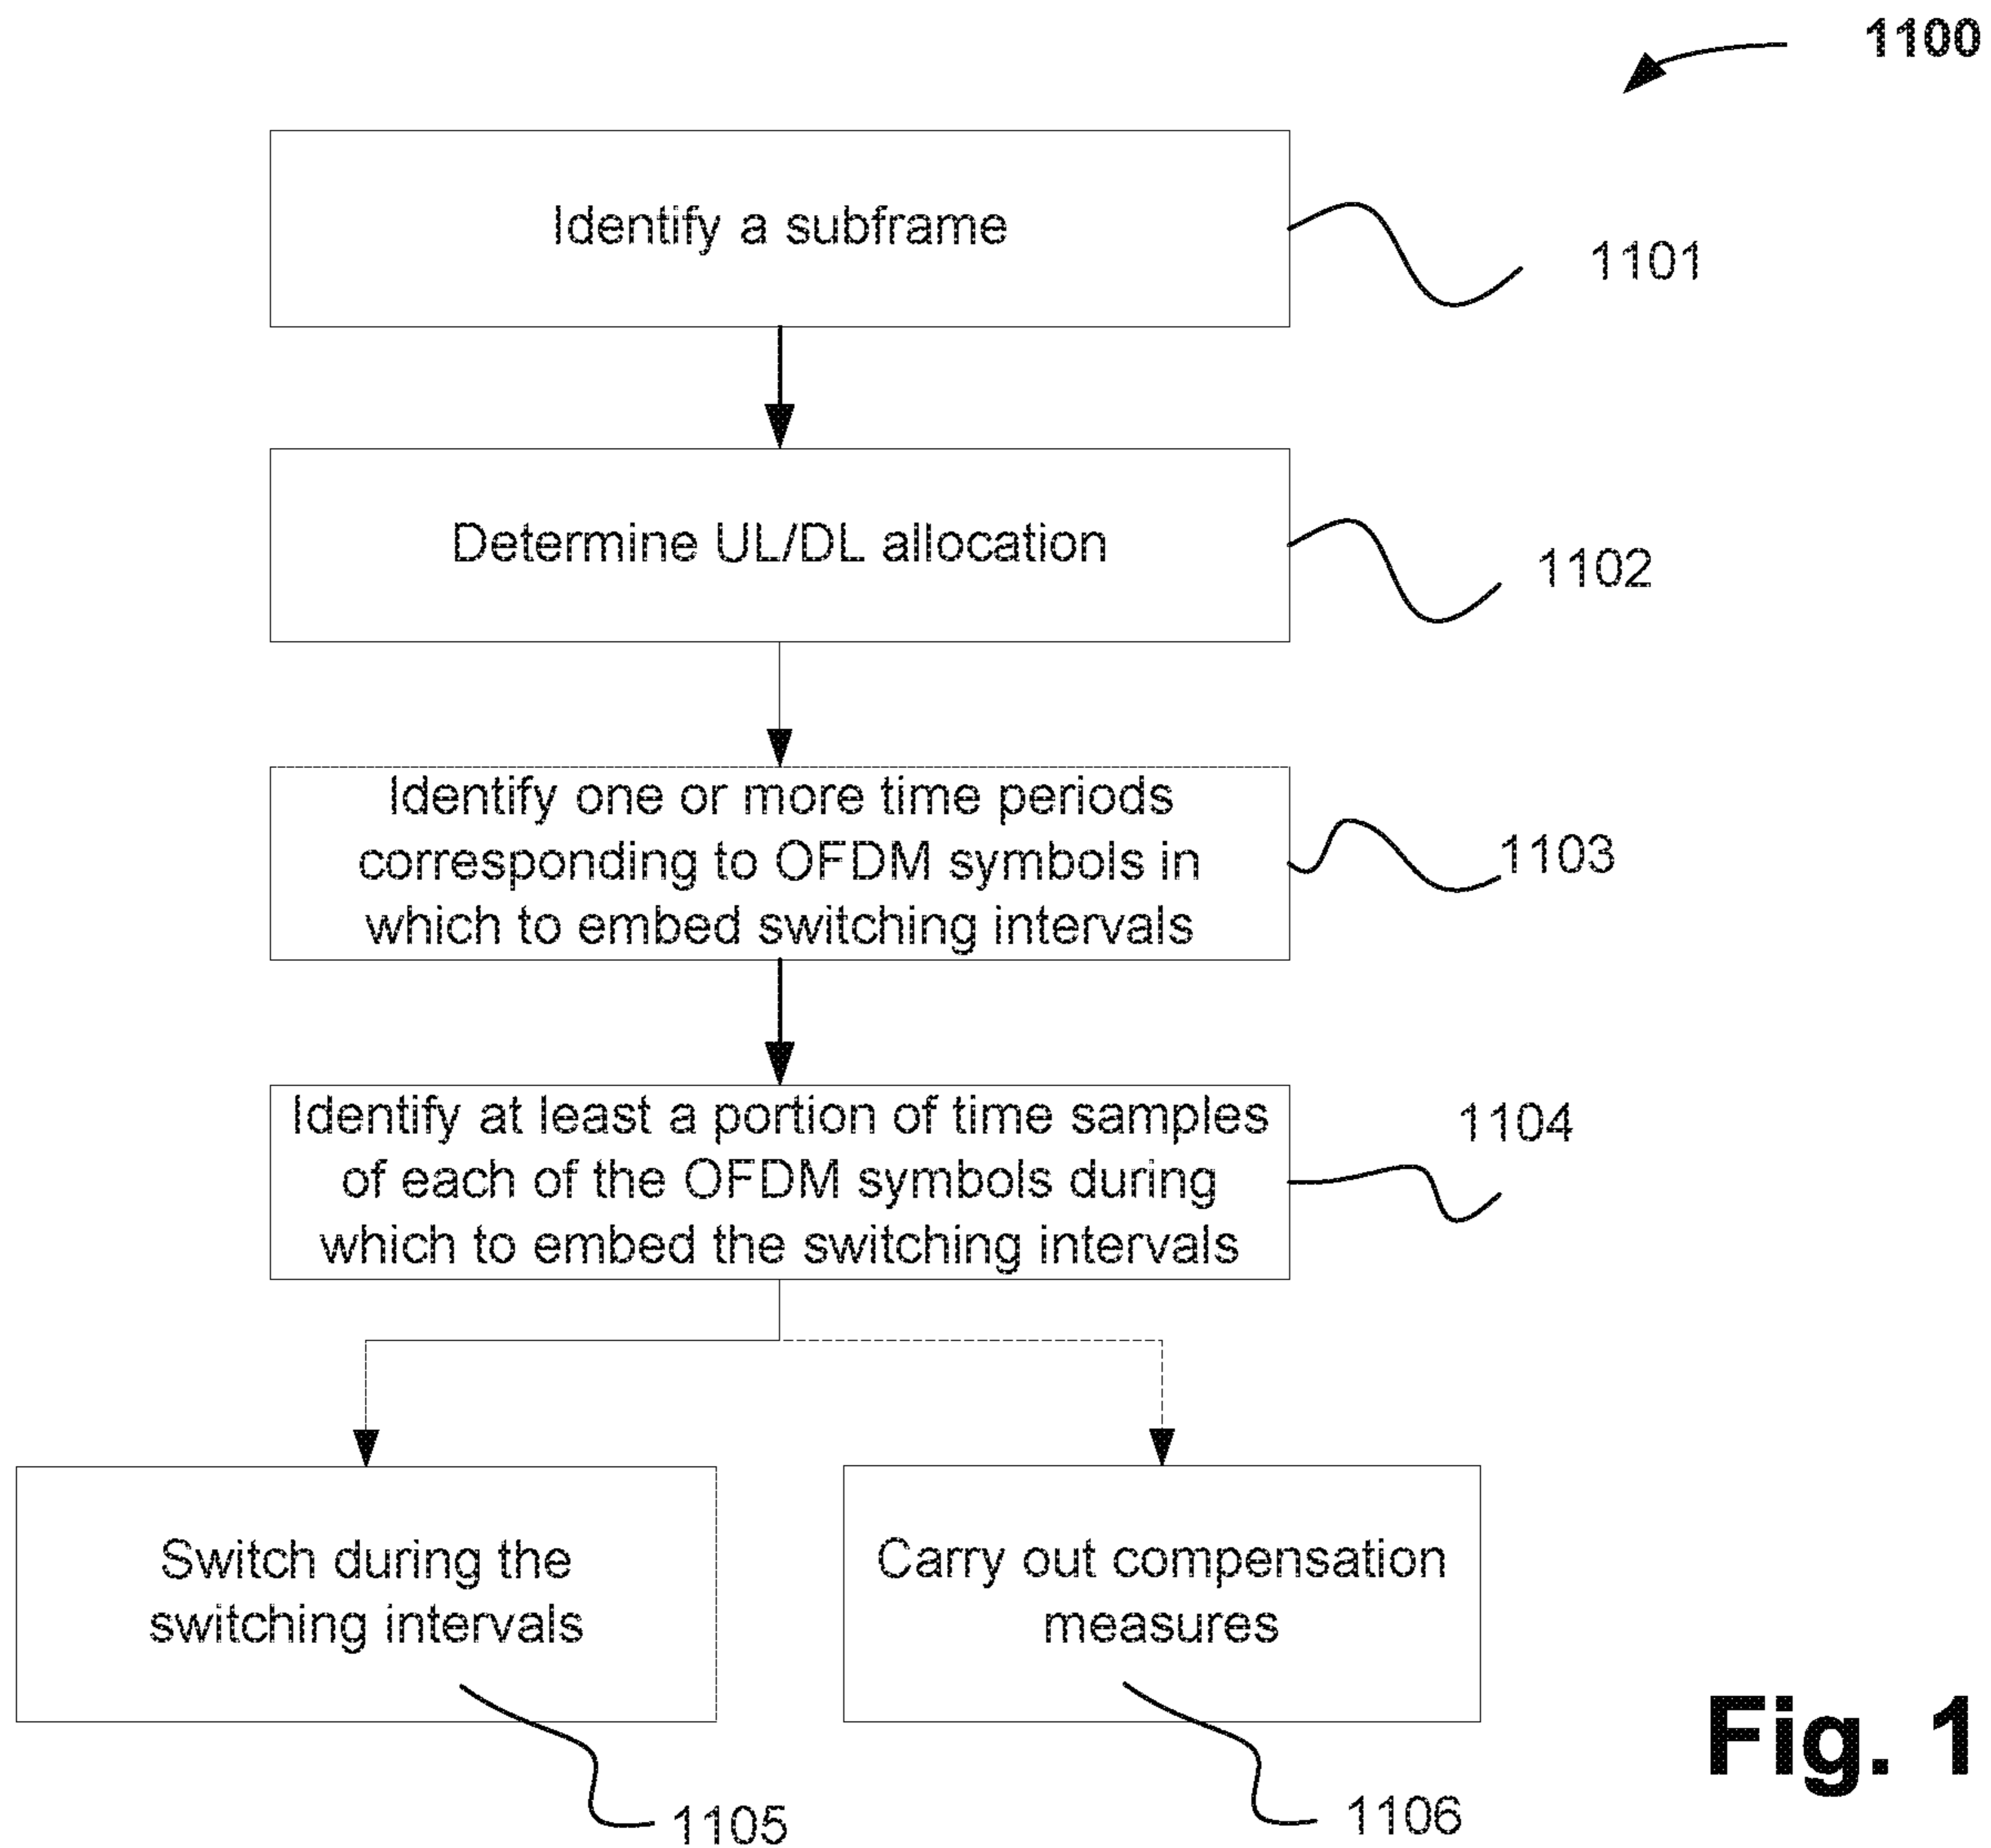 1100
Identify a subframe
1101
Determine UL/DL allocation
1102
Identify one or more time periods
corresponding to OFDM symbols in
which to embed switching intervals
1103
Identify at least a portion of time samples
of each of the OFDM symbols during
which to embed the switching intervals
1104
Switch during the
switching intervals
1105
Carry out compensation
measures
1106
Fig. 1